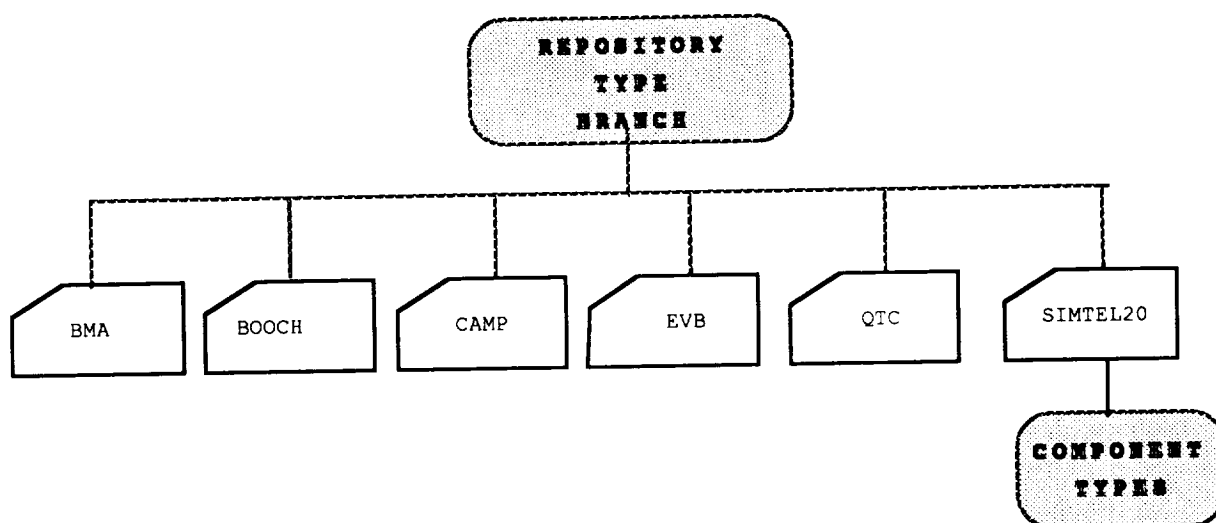 REPOSITORY
TYPE
BRANCH
BMA
BOOCH
CAMP
EVB
QTC
SIMTEL20
COMPONENT
TYPES